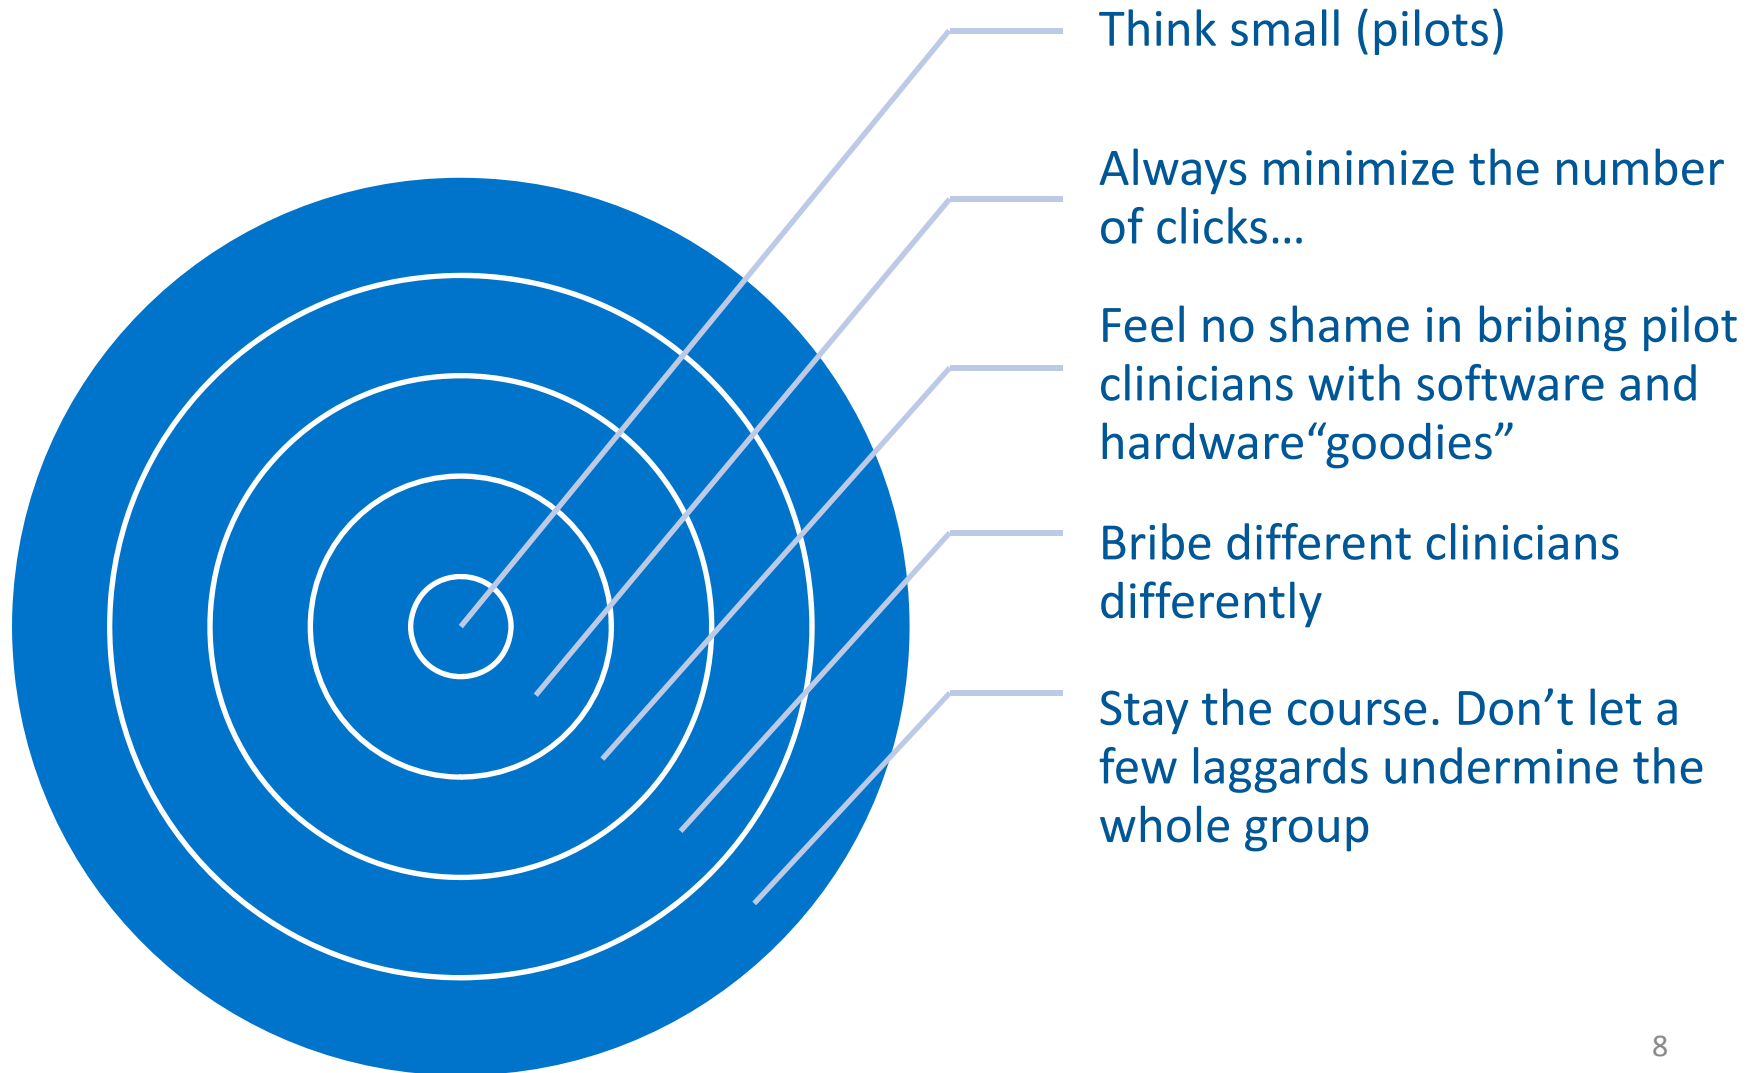 Think small (pilots)
Always minimize the number
of clicks…
Feel no shame in bribing pilot
clinicians with software and
hardware“goodies”
Bribe different clinicians
differently
Stay the course. Don’t let a
few laggards undermine the
whole group
8